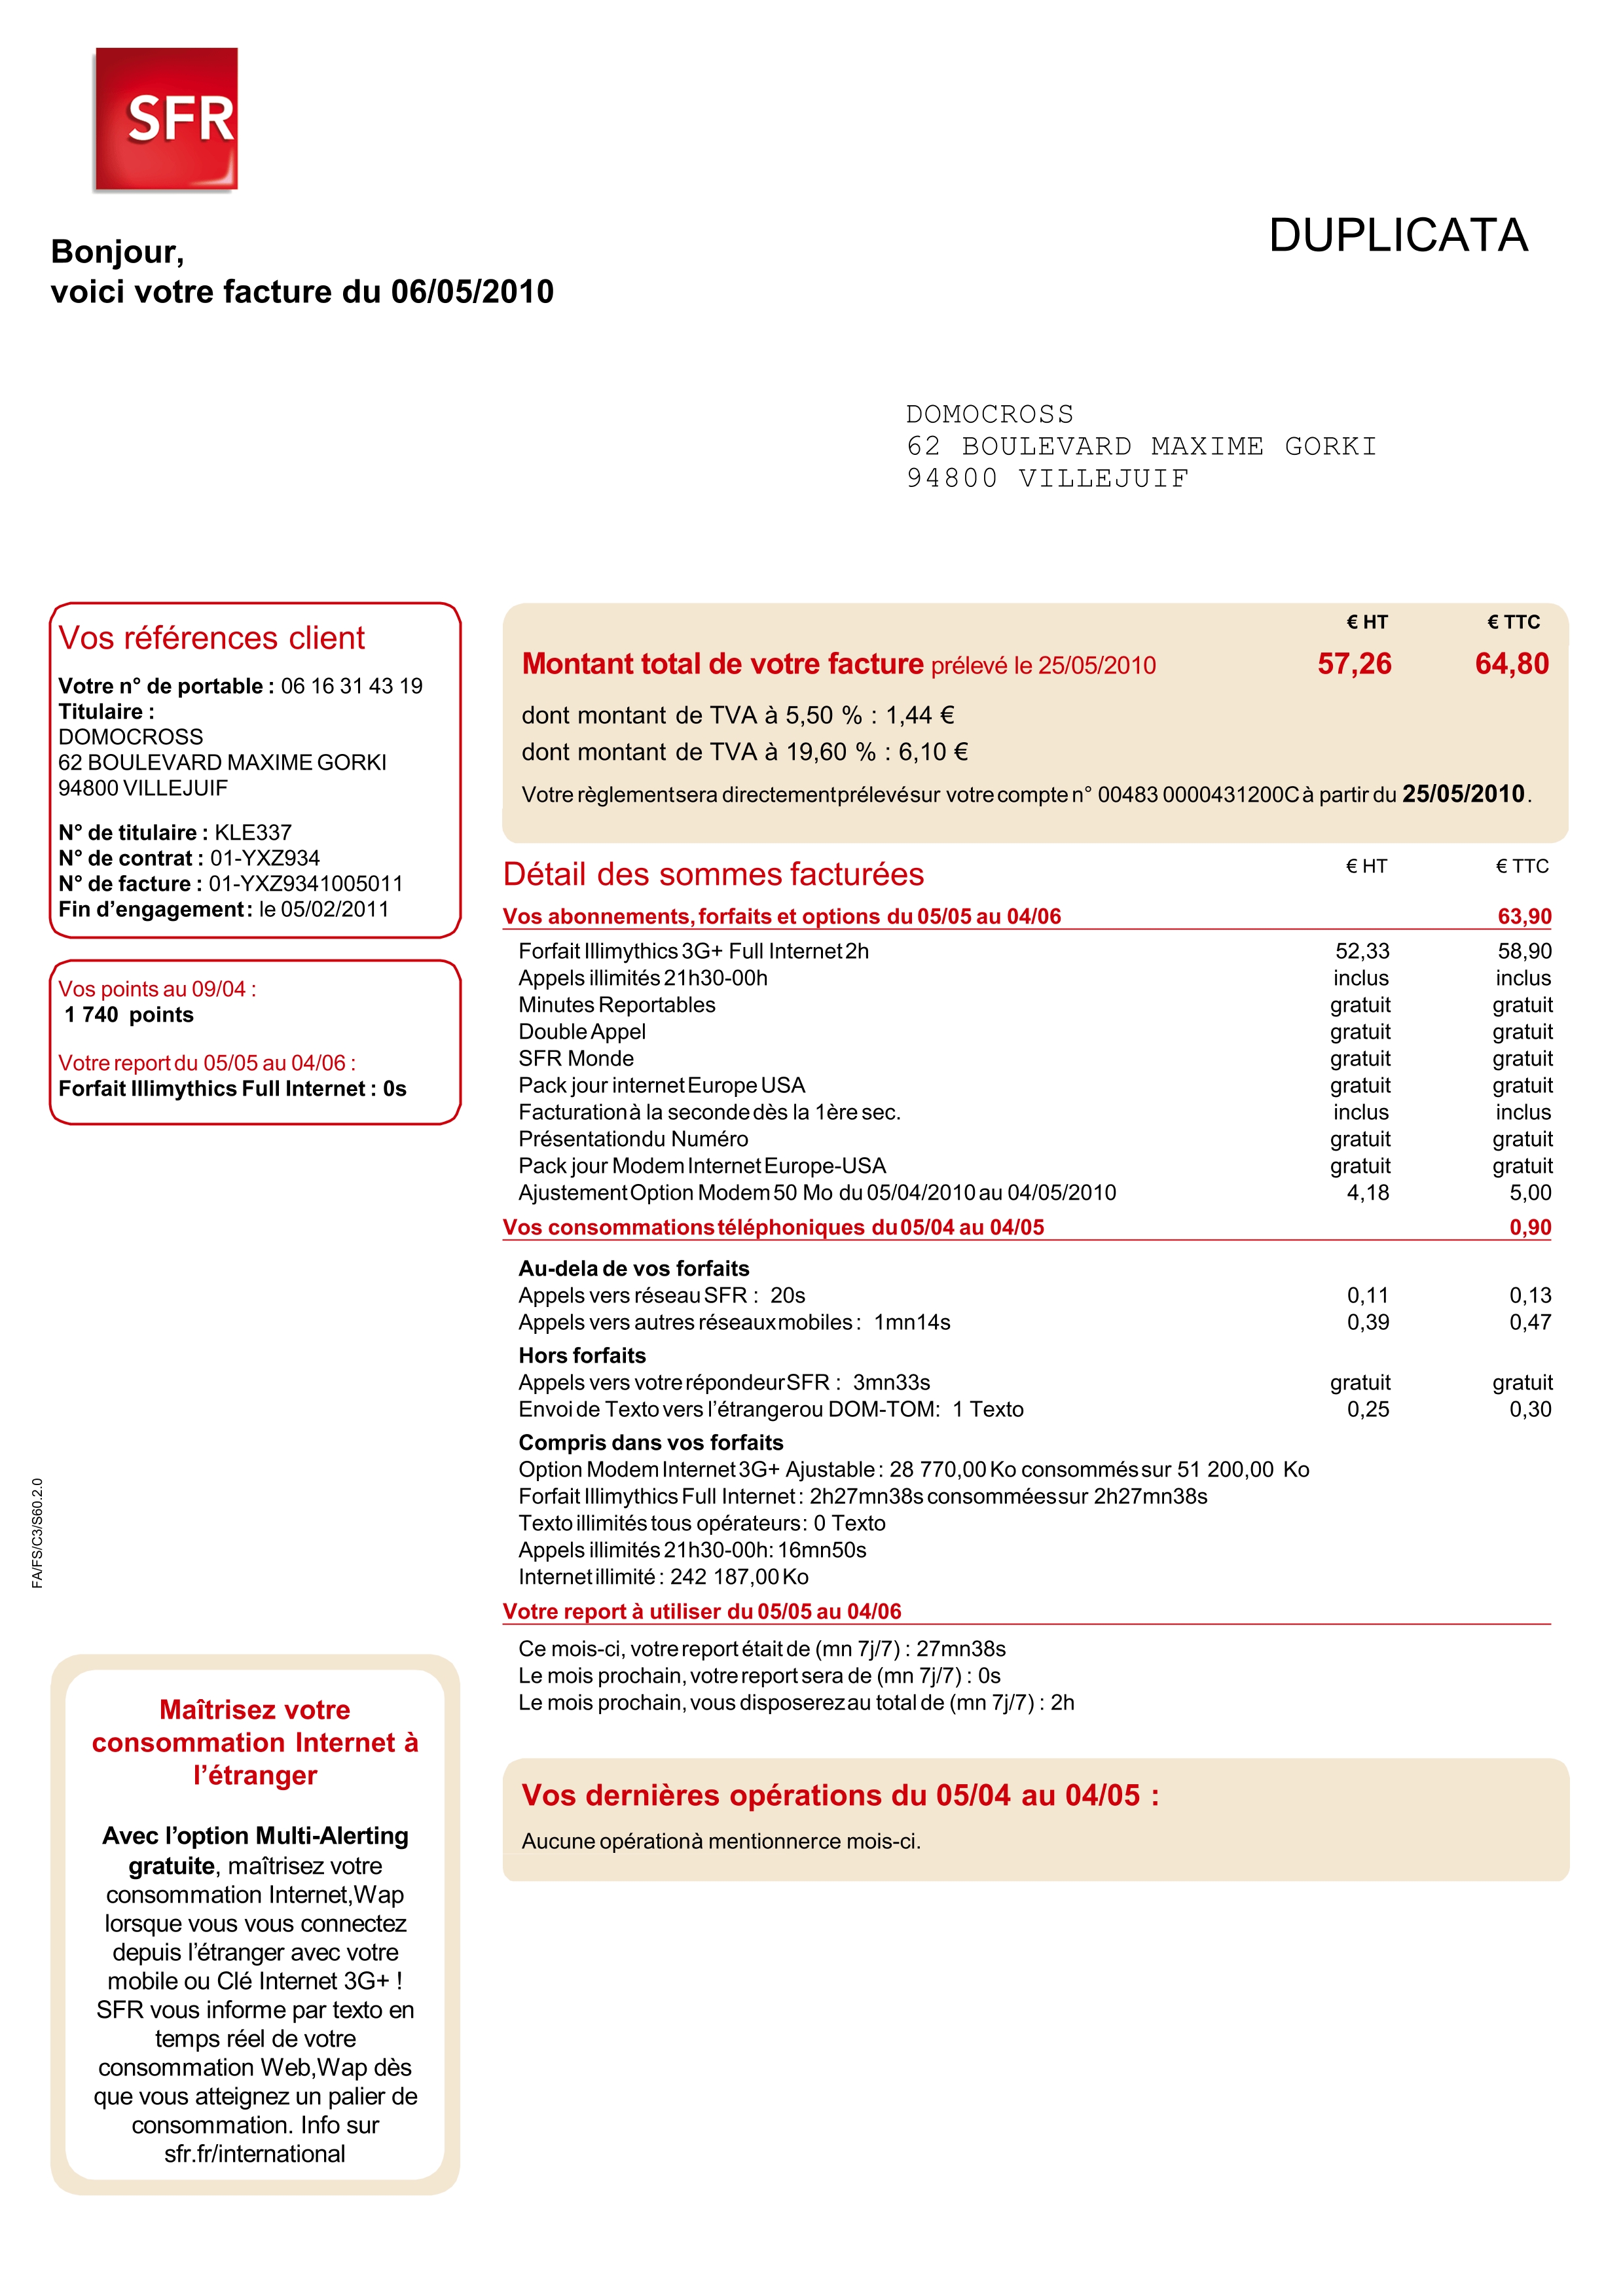 SFR
DUPLICATA
Bonjour,
voici votre facture du 06/05/2010
DOMOCROSS
62 BOULEVARD MAXIME GORKI
94800 VILLEJUIF
Vos références client
Votre n° de portable : 06 16 31 43 19
Titulaire :
DOMOCROSS
62 BOULEVARD MAXIME GORKI
94800 VILLEJUIF
N° de titulaire : KLE337
N° de contrat : 01-YXZ934
N° de facture : 01-YXZ9341005011
Fin d’engagement : le 05/02/2011
Vos points au 09/04 :
1 740 points
Votre report du 05/05 au 04/06 :
Forfait Illimythics Full Internet : 0s
€ HT € TTC
Montant total de votre facture prélevé le 25/05/2010 57,26 64,80
dont montant de TVA à 5,50 % : 1,44 €
dont montant de TVA à 19,60 % : 6,10 €
Votre règlement sera directement prélevé sur votre compte n° 00483 0000431200C à partir du 25/05/2010.
Détail des sommes facturées € HT € TTC
Vos abonnements, forfaits et options du 05/05 au 04/06 63,90
Forfait Illimythics 3G+ Full Internet 2h 52,33 58,90
Appels illimités 21h30-00h inclus inclus
Minutes Reportables gratuit gratuit
Double Appel gratuit gratuit
SFR Monde gratuit gratuit
Pack jour internet Europe USA gratuit gratuit
Facturation à la seconde dès la 1ère sec. inclus inclus
Présentation du Numéro gratuit gratuit
Pack jour Modem Internet Europe-USA gratuit gratuit
Ajustement Option Modem 50 Mo du 05/04/2010 au 04/05/2010 4,18 5,00
Vos consommations téléphoniques du 05/04 au 04/05 0,90
Au-dela de vos forfaits
Appels vers réseau SFR : 20s 0,11 0,13
Appels vers autres réseaux mobiles : 1mn14s 0,39 0,47
Hors forfaits
Appels vers votre répondeur SFR : 3mn33s gratuit gratuit
Envoi de Texto vers l’étranger ou DOM-TOM: 1 Texto 0,25 0,30
Compris dans vos forfaits
Option Modem Internet 3G+ Ajustable : 28 770,00 Ko consommés sur 51 200,00 Ko
Forfait Illimythics Full Internet : 2h27mn38s consommées sur 2h27mn38s
Texto illimités tous opérateurs : 0 Texto
Appels illimités 21h30-00h: 16mn50s
Internet illimité : 242 187,00 Ko
Votre report à utiliser du 05/05 au 04/06
Ce mois-ci, votre report était de (mn 7j/7) : 27mn38s
Le mois prochain, votre report sera de (mn 7j/7) : 0s
Le mois prochain, vous disposerez au total de (mn 7j/7) : 2h
Vos dernières opérations du 05/04 au 04/05 :
Aucune opération à mentionner ce mois-ci.
FA/FS/C3/S60.2.0
Maîtrisez votre
consommation Internet à
l’étranger
Avec l’option Multi-Alerting
gratuite, maîtrisez votre
consommation Internet,Wap
lorsque vous vous connectez
depuis l’étranger avec votre
mobile ou Clé Internet 3G+ !
SFR vous informe par texto en
temps réel de votre
consommation Web,Wap dès
que vous atteignez un palier de
consommation. Info sur
sfr.fr/international